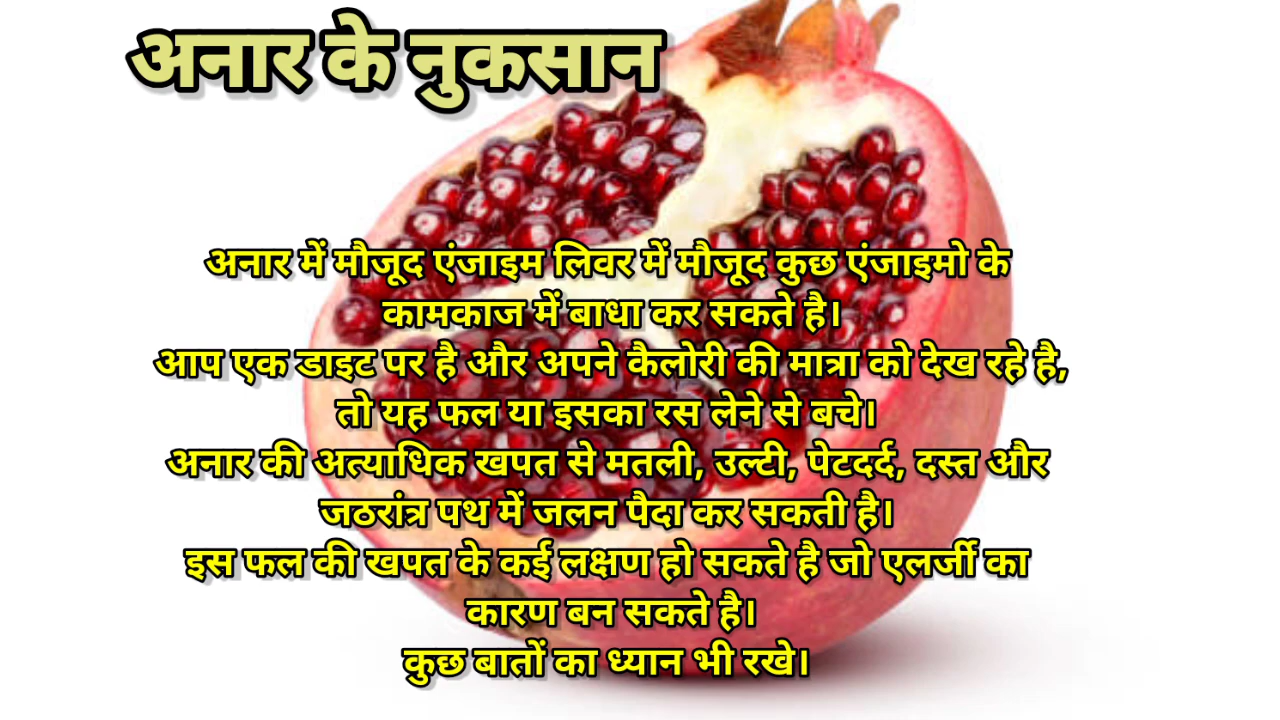 अनार के नुकसान
अनार में मौजूद एंजाइम लिवर में मौजूद कुछ एंजाइमो के
कामकाज में बाधा कर सकते है।
आप एक डाइट पर है और अपने कैलोरी की मात्रा को देख रहे है,
तो यह फल या इसका रस लेने से बचे।
अनार की अत्याधिक खपत से मतली, उल्टी, पेटदर्द, दस्त और
जठरांत्र पथ में जलन पैदा कर सकती है।
इस फल की खपत के कई लक्षण हो सकते है जो एलर्जी का
कारण बन सकते है।
कुछ बातों का ध्यान भी रखे।